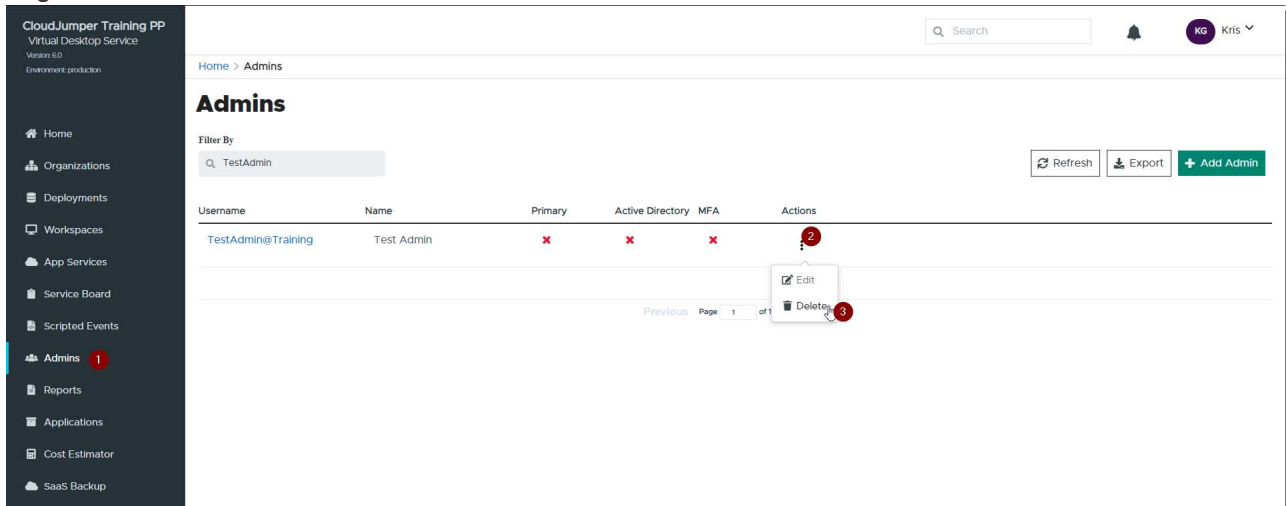 CloudJumper Training PP
Virtual Desktop Service
Version: 6.0
Environment: production
Search
KG Kris
Home > Admins
Admins
Filter By
TestAdmin
Refresh
Export
Add Admin
Home
Organizations
Deployments
Workspaces
App Services
Service Board
Scripted Events
Admins 1
Reports
Applications
Cost Estimator
SaaS Backup
Username Name Primary Active Directory MFA Actions
TestAdmin@Training Test Admin 2
Edit
Delete 3
Previous Page 1 of 1